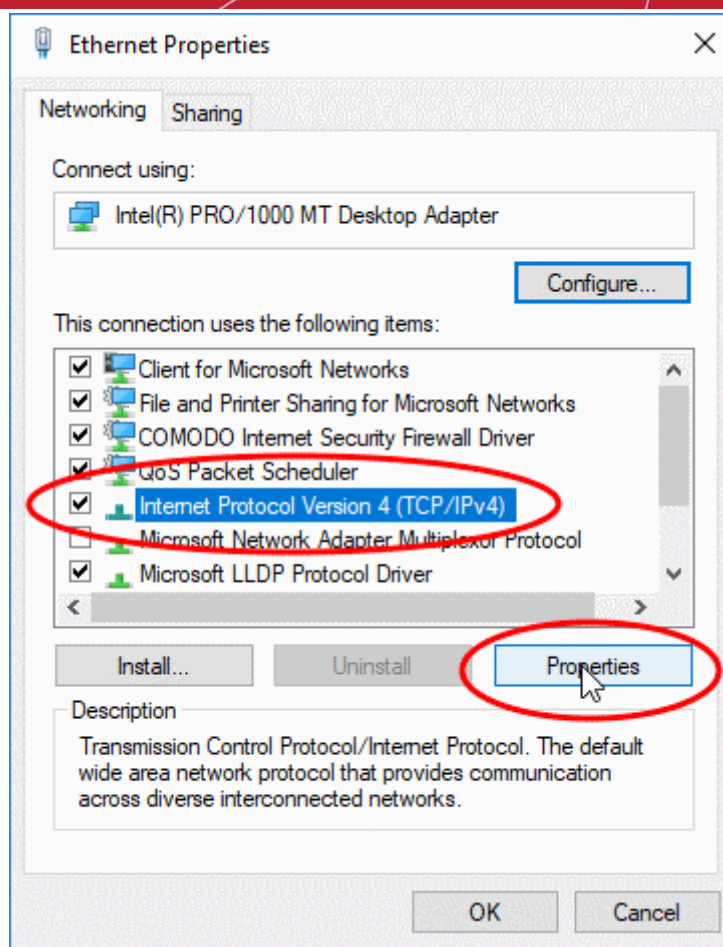 Ethernet Properties
Networking
Sharing
Connect using:
Intel(R) PRO/1000 MT Desktop Adapter
Configure...
This connection uses the following items:
Client for Microsoft Networks
File and Printer Sharing for Microsoft Networks
COMODO Internet Security Firewall Driver
QoS Packet Scheduler
Internet Protocol Version 4 (TCP/IPv4)
Microsoft Network Adapter Multiplexor Protocol
Microsoft LLDP Protocol Driver
Install...
Uninstall
Properties
Description
Transmission Control Protocol/Internet Protocol. The default
wide area network protocol that provides communication
across diverse interconnected networks.
OK
Cancel